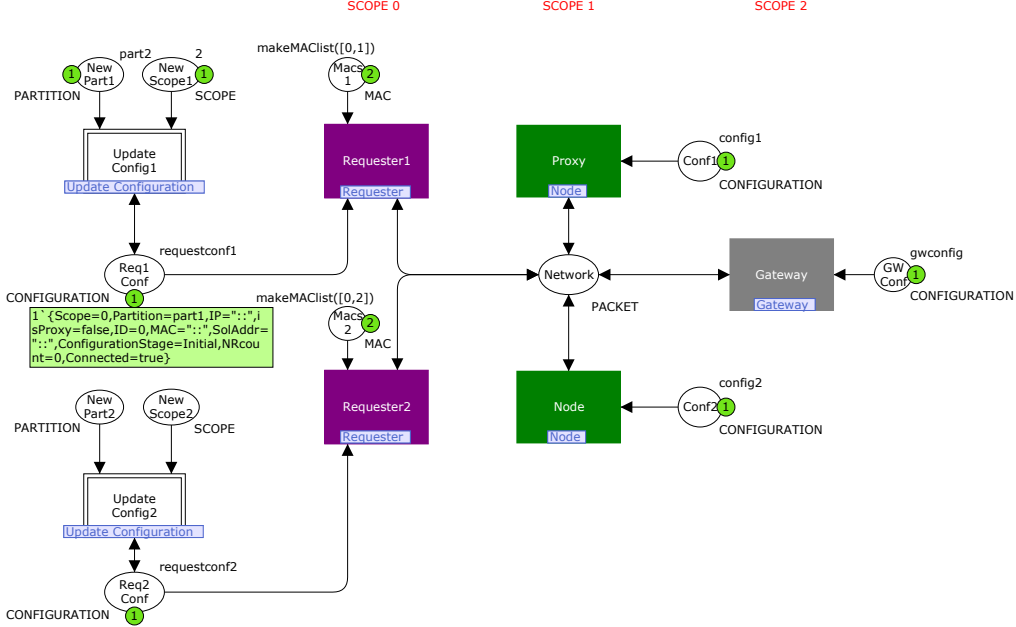 SCOPE 0
SCOPE 1
SCOPE 2
part2
2
makeMAClist([0,1])
New
Part1
1
New
Scope1
1
Macs
1
2
PARTITION
SCOPE
MAC
Update
Config1
Update Configuration
Requester1
Requester
Proxy
Node
config1
Conf1
1
CONFIGURATION
requestconf1
Req1
Conf
CONFIGURATION
1
1`{Scope=0,Partition=part1,IP="::",i
sProxy=false,ID=0,MAC="::",SolAddr=
"::",ConfigurationStage=Initial,NRcou
nt=0,Connected=true}
Network
PACKET
Gateway
Gateway
gwconfig
GW
Conf
1
CONFIGURATION
makeMAClist([0,2])
Macs
2
2
MAC
Requester2
Requester
Node
Node
config2
Conf2
1
CONFIGURATION
New
Part2
New
Scope2
PARTITION
SCOPE
Update
Config2
Update Configuration
requestconf2
Req2
Conf
CONFIGURATION
1